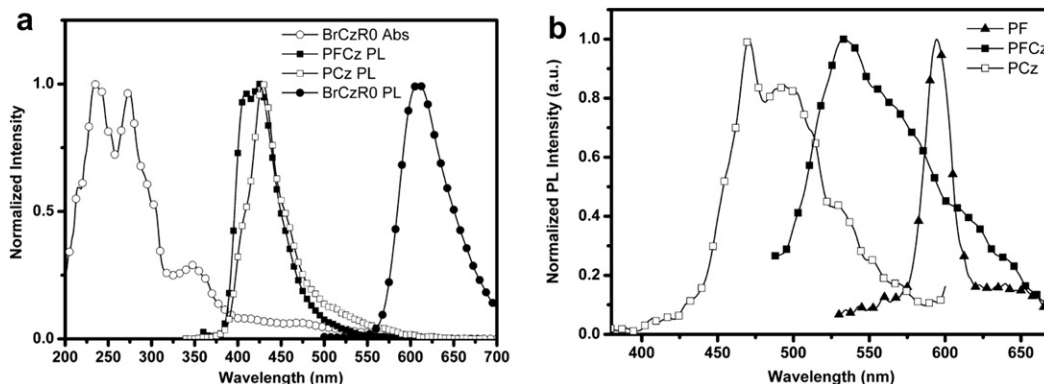 a
BrCzR0 Abs
PFCz PL
PCz PL
BrCzR0 PL
1.0
0.5
0.0
Normalized Intensity
200 250 300 350 400 450 500 550 600 650 700
Wavelength (nm)
b
PF
PFCz
PCz
1.0
0.8
0.6
0.4
0.2
0.0
Normalized PL Intensity (a.u.)
400 450 500 550 600 650
Wavelength (nm)